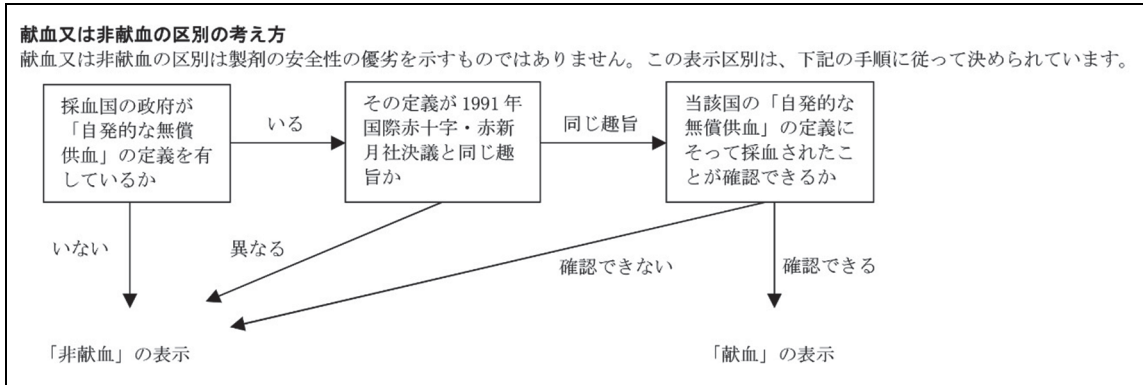 献血又は非献血の区別の考え方
献血又は非献血の区別は製剤の安全性の優劣を示すものではありません。この表示区別は、下記の手順に従って決められています。
採血国の政府が
「自発的な無償
供血」の定義を有
しているか
いる
その定義が1991年
国際赤十字・赤新
月社決議と同じ趣
旨か
同じ趣旨
当該国の「自発的な
無償供血」の定義に
そって採血されたこ
とが確認できるか
いない
異なる
確認できない
確認できる
「非献血」の表示
「献血」の表示